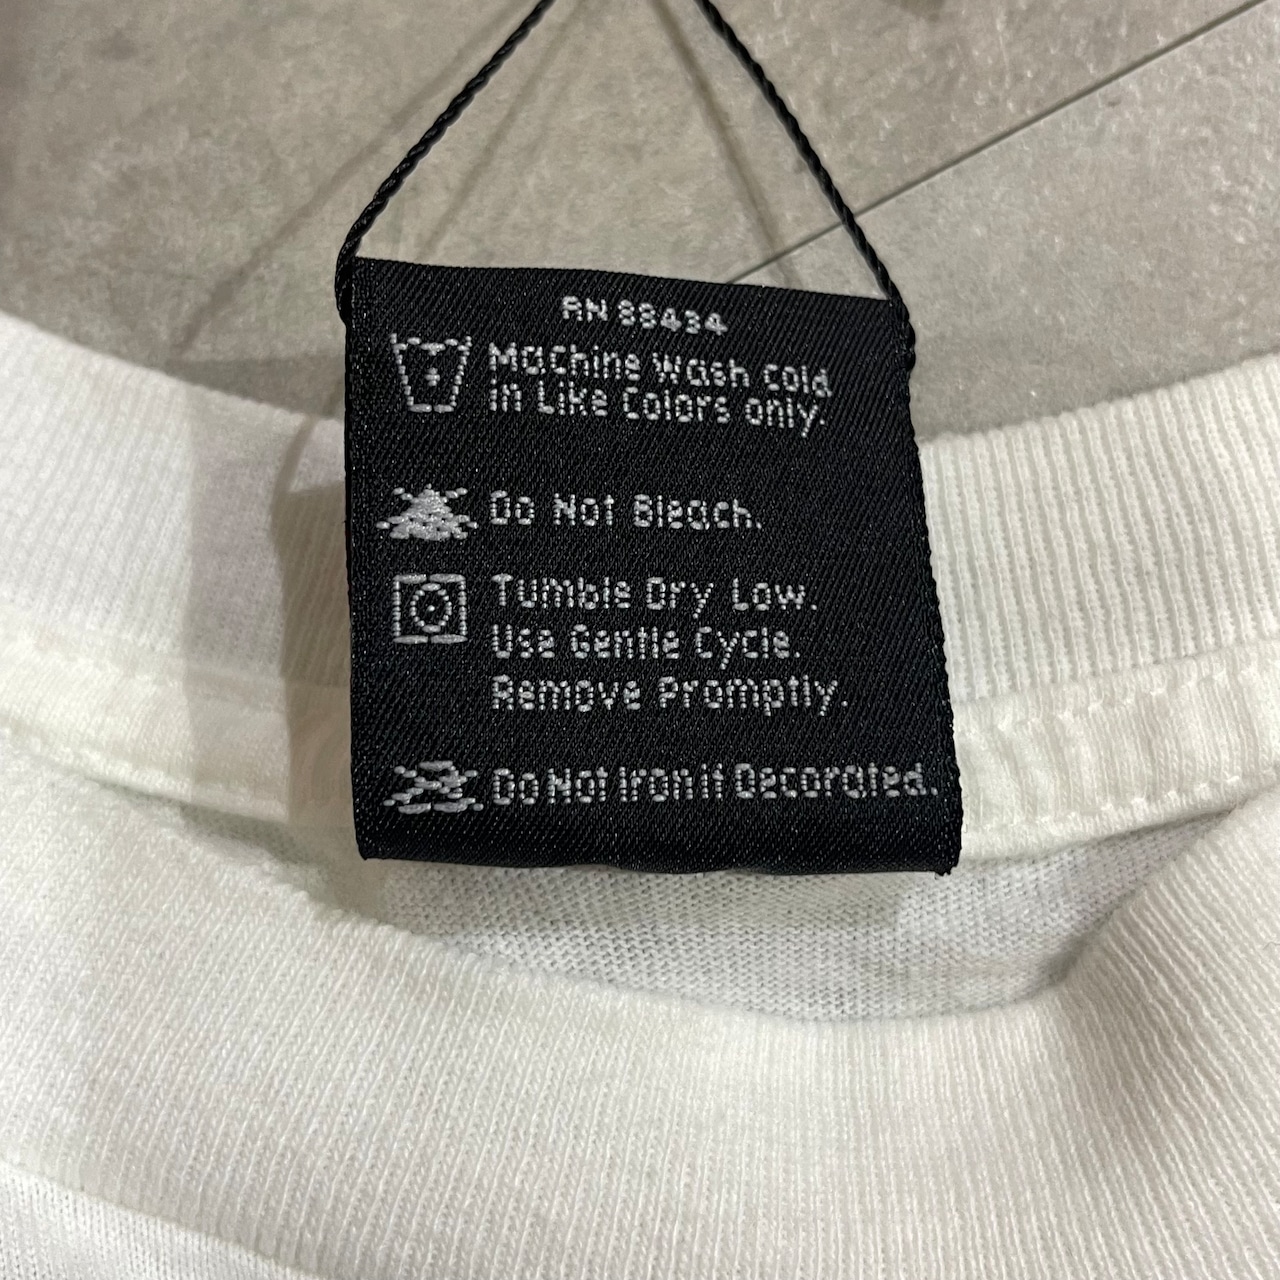 RN 88434
Machine Wash Cold
in Like Colors only.
Do Not Bleach.
Tumble Dry Low.
Use Gentle Cycle.
Remove Promptly.
Do Not Iron if Decorated.